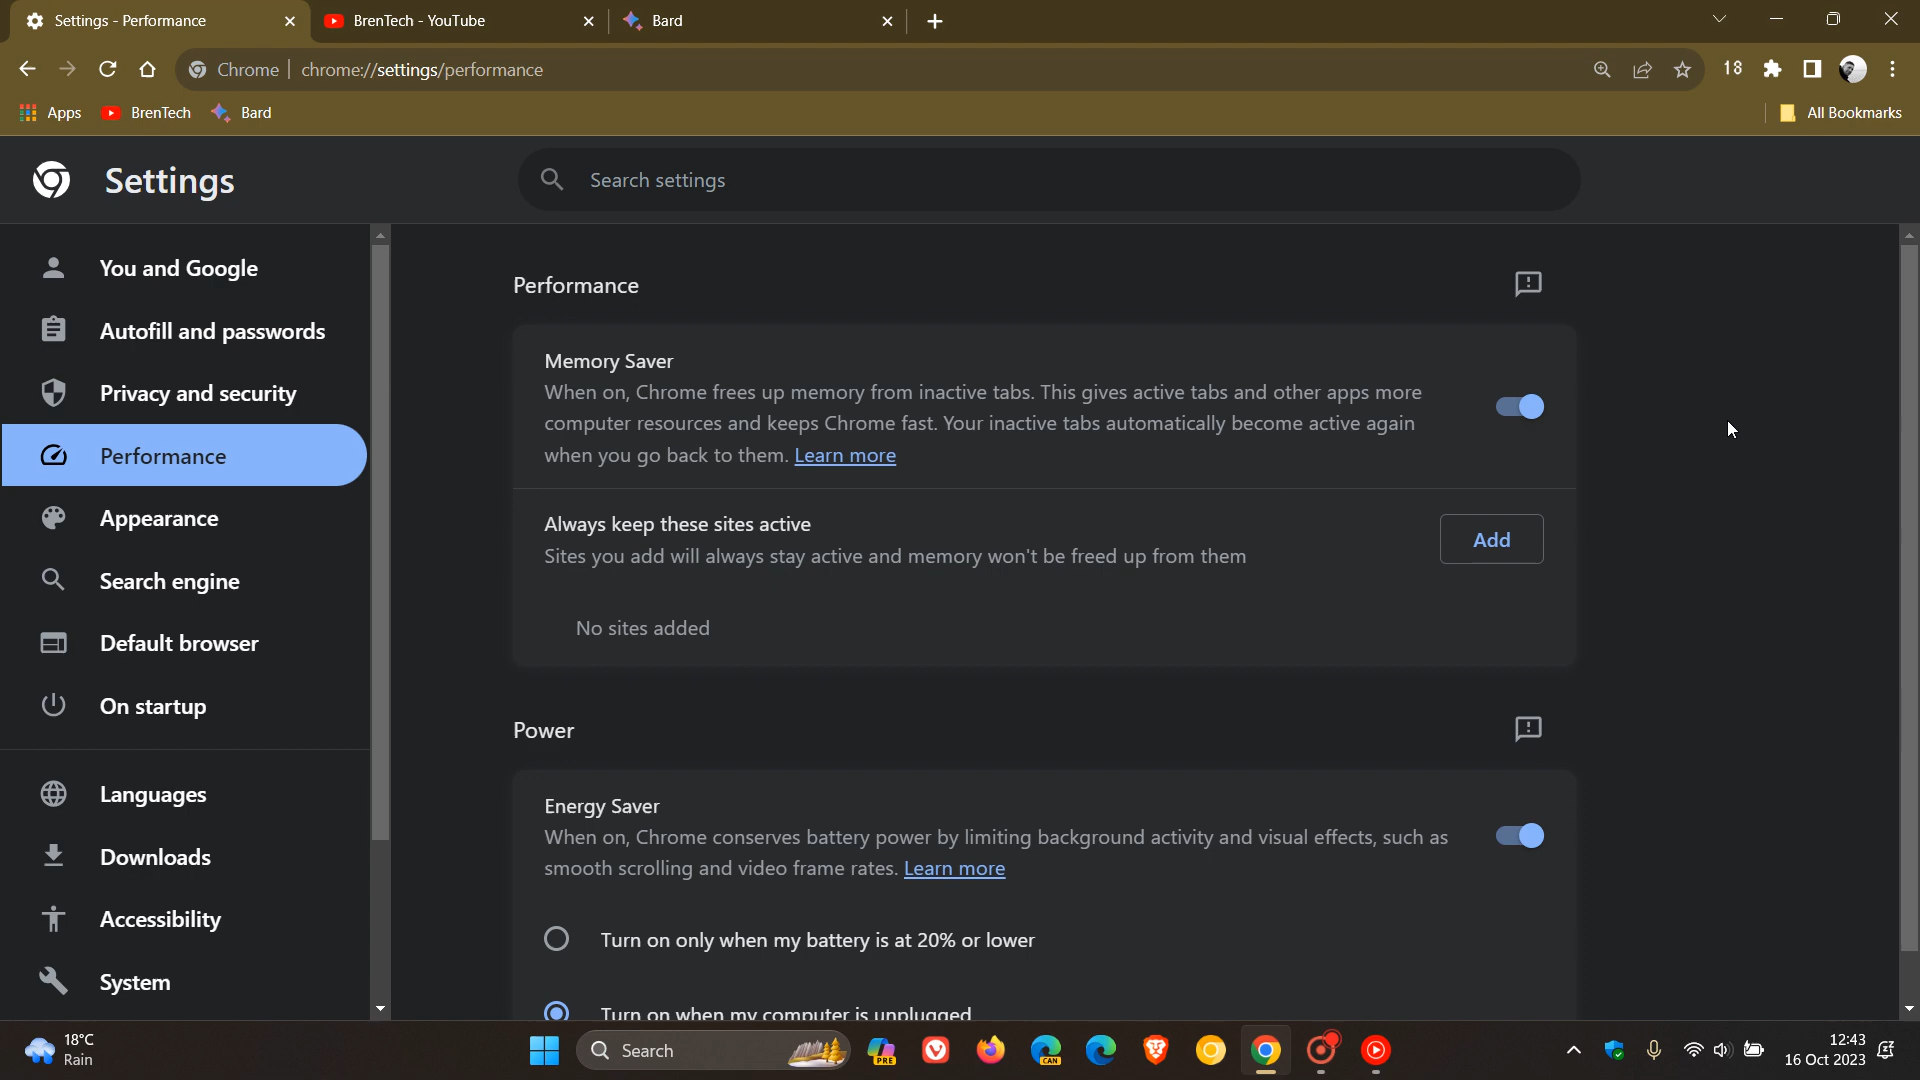 Settings - Performance
BrenTech - YouTube
Bard
Chrome | chrome://settings/performance
18
Apps
BrenTech
Bard
All Bookmarks
Settings
Search settings
You and Google
Autofill and passwords
Privacy and security
Performance
Appearance
Search engine
Default browser
On startup
Languages
Downloads
Accessibility
System
Performance
Memory Saver
When on, Chrome frees up memory from inactive tabs. This gives active tabs and other apps more
computer resources and keeps Chrome fast. Your inactive tabs automatically become active again
when you go back to them. Learn more
Always keep these sites active
Sites you add will always stay active and memory won't be freed up from them
Add
No sites added
Power
Energy Saver
When on, Chrome conserves battery power by limiting background activity and visual effects, such as
smooth scrolling and video frame rates. Learn more
Turn on only when my battery is at 20% or lower
Turn on when my computer is unplugged
18°C
Rain
Search
PRE
CAN
12:43
16 Oct 2023